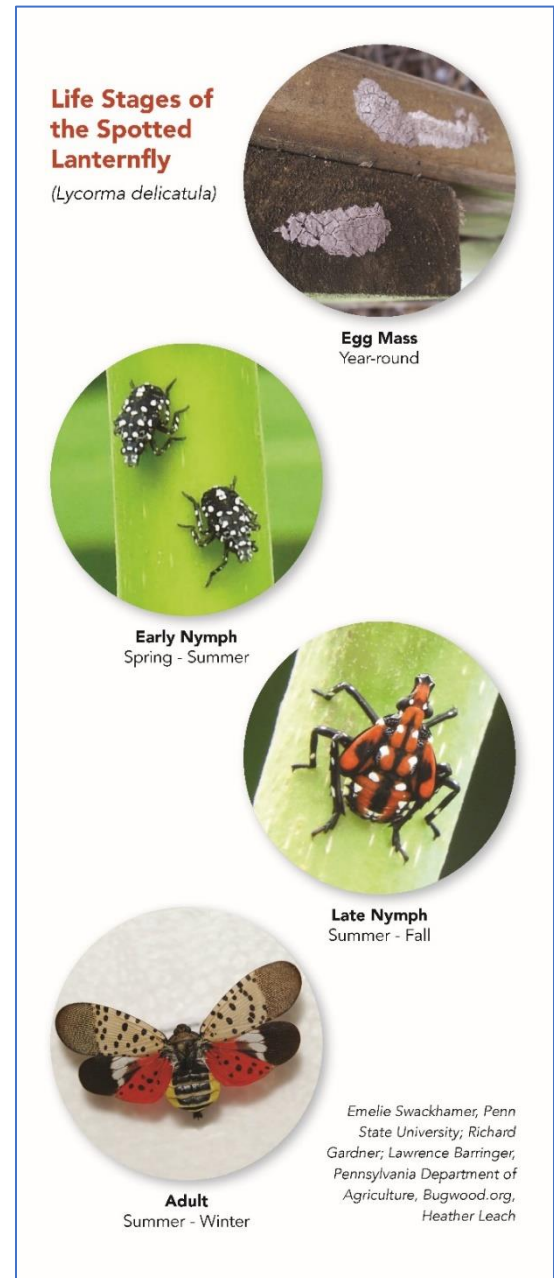 Life Stages of
the Spotted
Lanternfly
(Lycorma delicatula)
Egg Mass
Year-round
Early Nymph
Spring - Summer
Late Nymph
Summer - Fall
Adult
Summer - Winter
Emelie Swackhamer, Penn
State University; Richard
Gardner; Lawrence Barringer,
Pennsylvania Department of
Agriculture, Bugwood.org,
Heather Leach